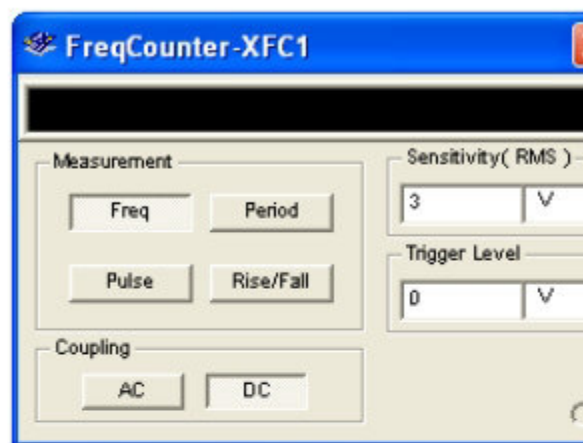 FreqCounter-XFC1
Measurement
Freq
Period
Pulse
Rise/Fall
Coupling
AC
DC
Sensitivity( RMS )
3
V
Trigger Level
0
V